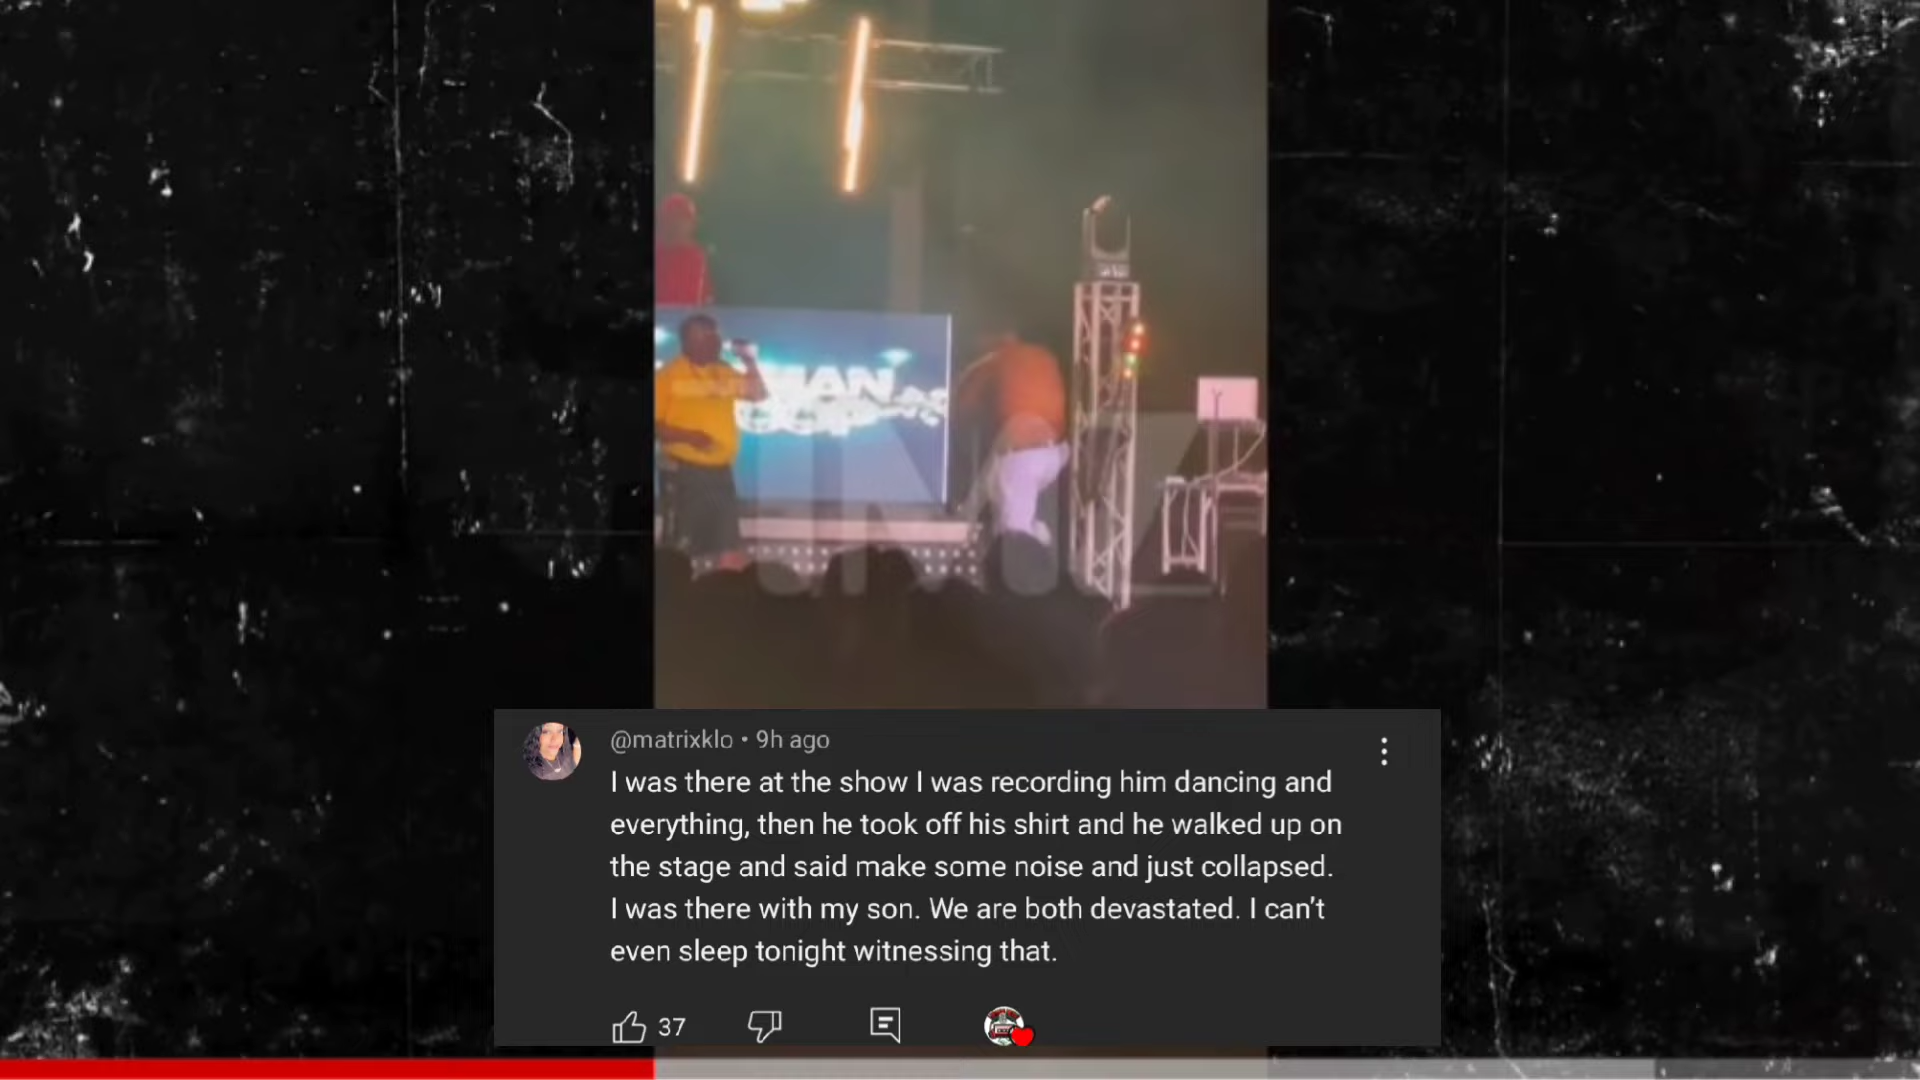 MAN
TMZ
@matrixklo • 9h ago
I was there at the show I was recording him dancing and
everything, then he took off his shirt and he walked up on
the stage and said make some noise and just collapsed.
I was there with my son. We are both devastated. I can't
even sleep tonight witnessing that.
37